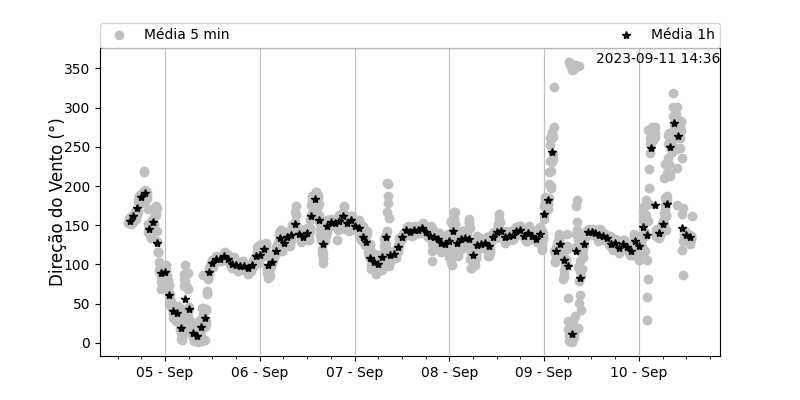 Média 5 min
Média 1h
2023-09-11 14:36
Direção do Vento (°)
350
300
250
200
150
100
50
0
05 - Sep
06 - Sep
07 - Sep
08 - Sep
09 - Sep
10 - Sep